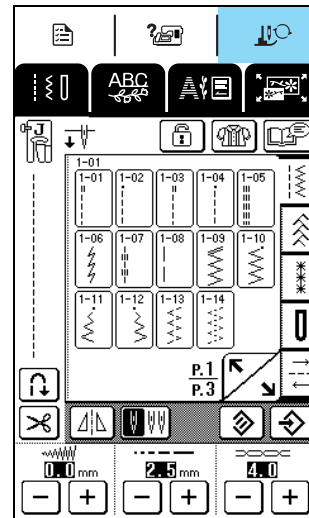 ?
ABC
A
J
1-01
1-01 1-02 1-03 1-04 1-05
1-06 1-07 1-08 1-09 1-10
1-11 1-12 1-13 1-14
P.1
P.3
0.0 mm 2.5 mm 4.0
− + − + − +